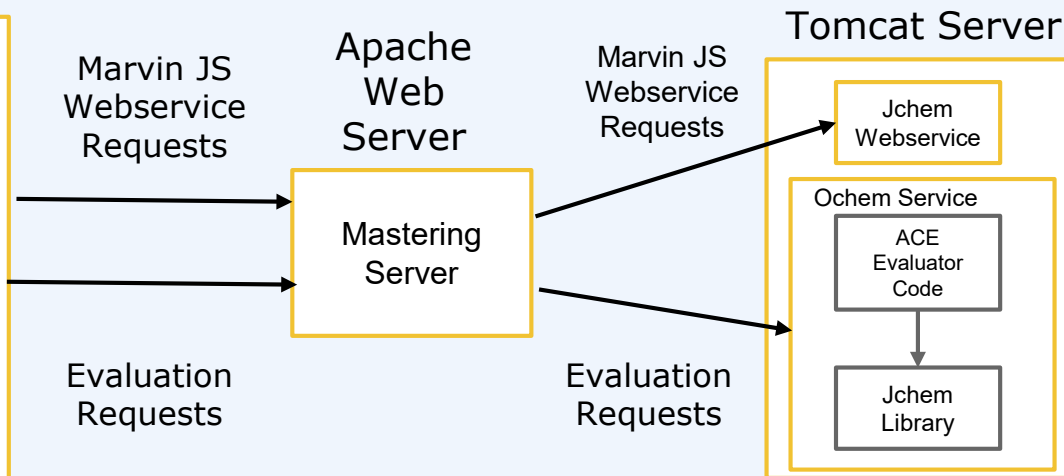 Marvin JS
Webservice
Requests
Apache
Web
Server
Marvin JS
Webservice
Requests
Tomcat Server
Jchem
Webservice
Mastering
Server
Ochem Service
ACE
Evaluator
Code
Jchem
Library
Evaluation
Requests
Evaluation
Requests